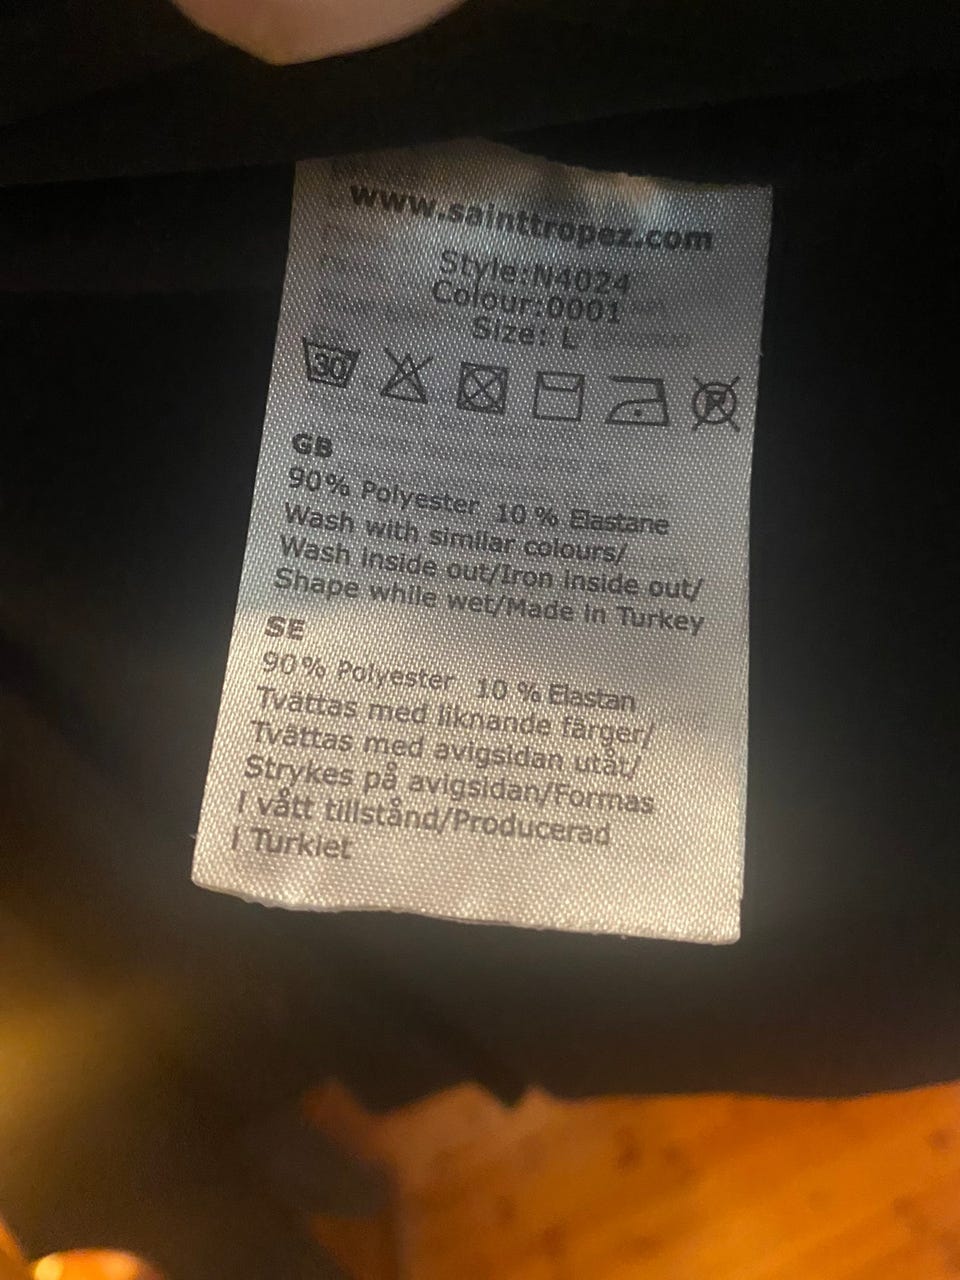 www.sainttropez.com
Style:N4024
Colour:0001
Size: L
30 P
GB
90% Polyester 10 % Elastane
Wash with similar colours/
Wash inside out/Iron inside out/
Shape while wet/Made in Turkey
SE
90% Polyester 10 % Elastan
Tvättas med liknande färger/
Tvättas med avigsidan utåt/
Strykes på avigsidan/Formas
I vått tillstånd/Producerad
I Turkiet